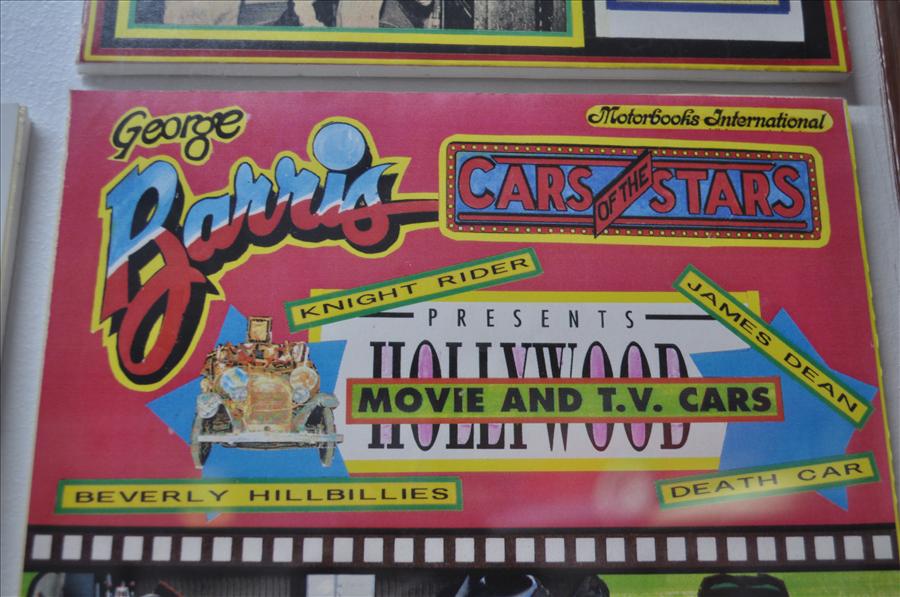 George
Barris
Motorbooks International
CARS OF THE STARS
KNIGHT RIDER
PRESENTS
HOLLYWOOD
MOVIE AND T.V. CARS
JAMES DEAN
DEATH CAR
BEVERLY HILLBILLIES